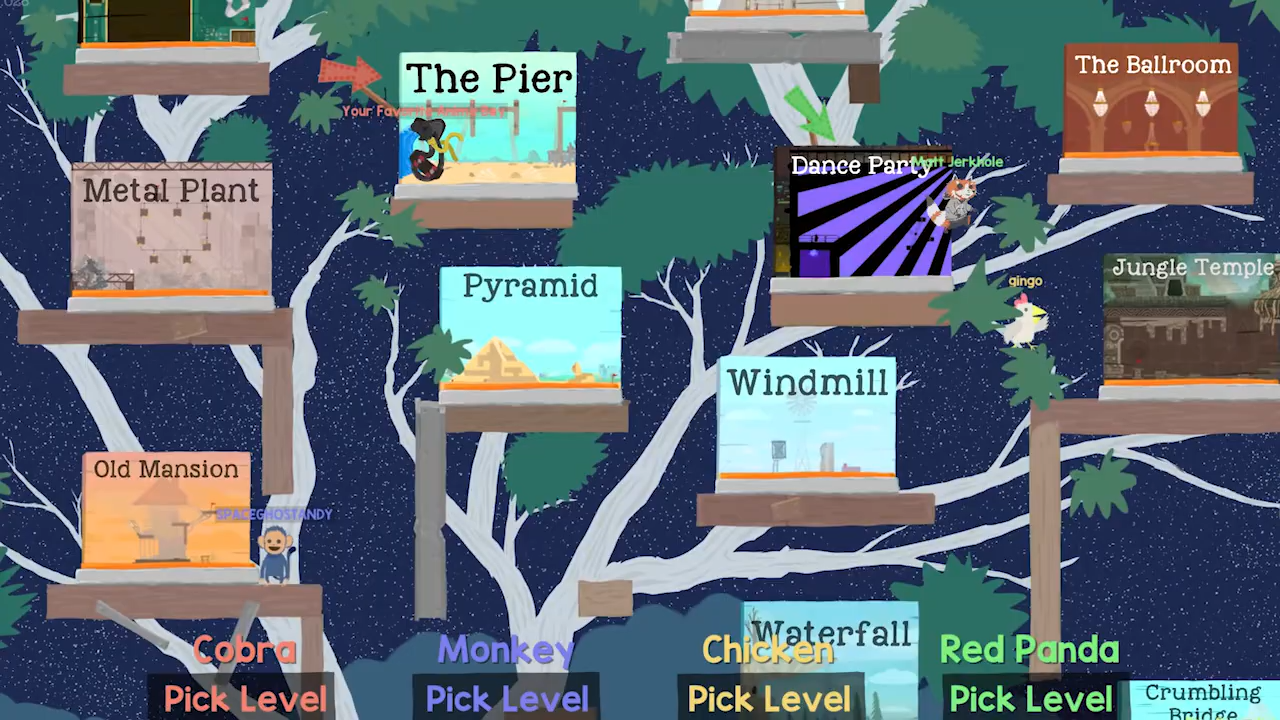 The Pier
The Ballroom
Dance Party
Matt Jerkhole
Metal Plant
Jungle Temple
Pyramid
gingo
Windmill
Old Mansion
SPACEGHOSTANDY
Waterfall
Cobra
Monkey
Chicken
Red Panda
Pick Level
Pick Level
Pick Level
Pick Level
Crumbling
Bridge